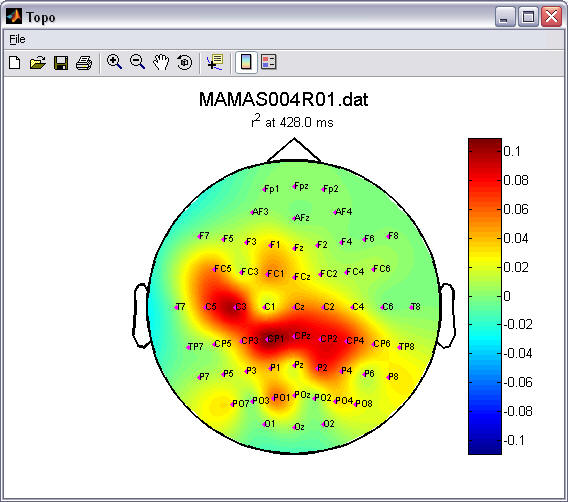 Topo
File
MAMAS004R01.dat
r² at 428.0 ms
Fp1 Fpz Fp2
AF3 AFz AF4
F7 F5 F3 F1 Fz F2 F4 F6 F8
FC5 FC3 FC1 FCz FC2 FC4 FC6
T7 C5 C3 C1 Cz C2 C4 C6 T8
TP7 CP5 CP3 CP1 CPz CP2 CP4 CP6 TP8
P7 P5 P3 P1 Pz P2 P4 P6 P8
PO7 PO3 PO1 POz PO2 PO4 PO8
O1 Oz O2
0.1
0.08
0.06
0.04
0.02
0
-0.02
-0.04
-0.06
-0.08
-0.1